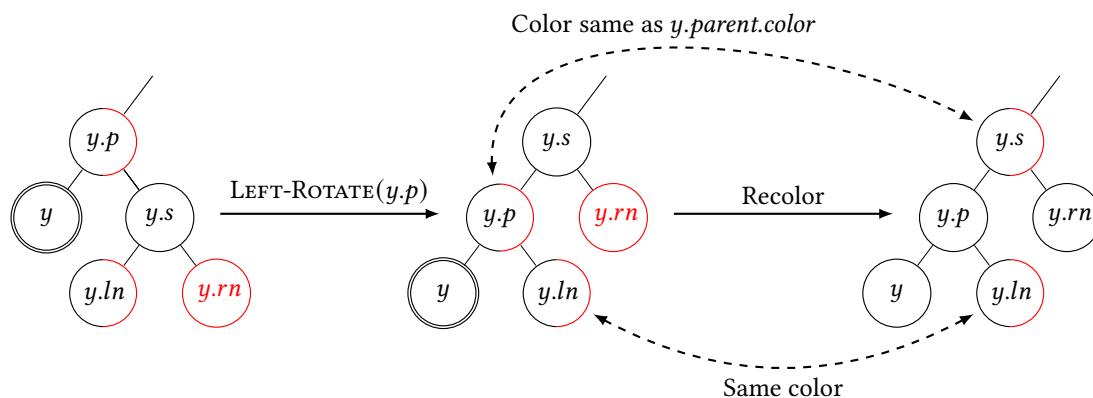 Color same as y.parent.color
y.p
y
y.s
y.ln
y.rn
LEFT-ROTATE(y.p)
y.s
y.p
y.rn
y
y.ln
Recolor
y.s
y.p
y.rn
y
y.ln
Same color